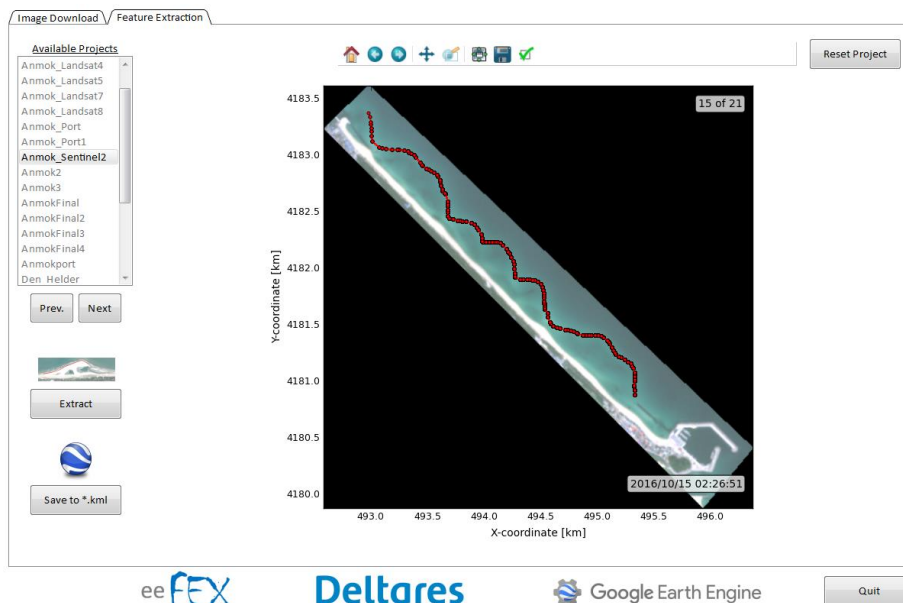 Image Download
Feature Extraction
Available Projects
Anmok_Landsat4
Anmok_Landsat5
Anmok_Landsat7
Anmok_Landsat8
Anmok_Port
Anmok_Port1
Anmok_Sentinel2
Anmok2
Anmok3
AnmokFinal
AnmokFinal2
AnmokFinal3
AnmokFinal4
Anmokport
Den Helder
Prev.
Next
Extract
Save to *.kml
Reset Project
15 of 21
4183.5
4183.0
4182.5
4182.0
4181.5
4181.0
4180.5
4180.0
Y-coordinate [km]
2016/10/15 02:26:51
493.0 493.5 494.0 494.5 495.0 495.5 496.0
X-coordinate [km]
ee FEX
Deltares
Google Earth Engine
Quit